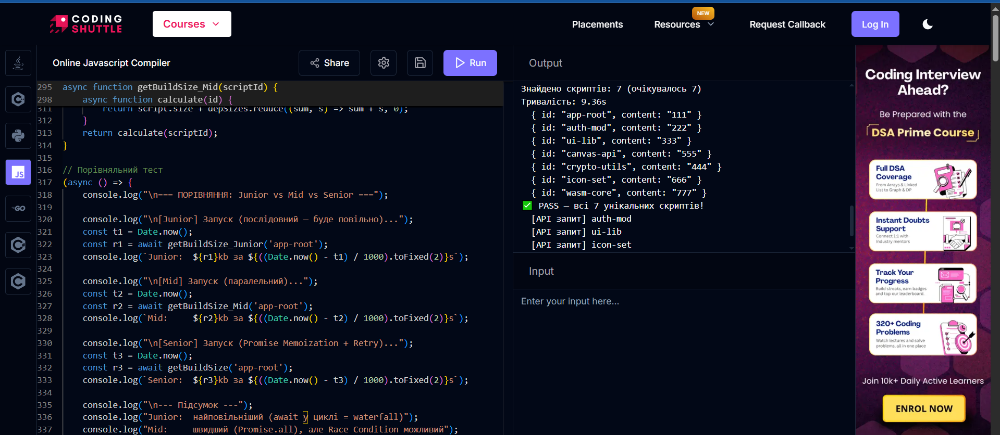 CODING
SHUTTLE
Courses
Placements
NEW
Resources
Request Callback
Log In
Online Javascript Compiler
Share
Run
295 async function getBuildSize_Mid(scriptId) {
298 async function calculate(id) {
311 return script.size + depSizes.reduce((sum, s) => sum + s, 0);
312 }
313 return calculate(scriptId);
314 }
315
316 // Порівняльний тест
317 (async () => {
318 console.log("\n=== ПОРІВНЯННЯ: Junior vs Mid vs Senior ===");
319
320 console.log("\n[Junior] Запуск (послідовний — буде повільно)...");
321 const t1 = Date.now();
322 const r1 = await getBuildSize_Junior('app-root');
323 console.log(`Junior: ${r1}kb за ${((Date.now() - t1) / 1000).toFixed(2)}s`);
324
325 console.log("\n[Mid] Запуск (паралельний)...");
326 const t2 = Date.now();
327 const r2 = await getBuildSize_Mid('app-root');
328 console.log(`Mid: ${r2}kb за ${((Date.now() - t2) / 1000).toFixed(2)}s`);
329
330 console.log("\n[Senior] Запуск (Promise Memoization + Retry)...");
331 const t3 = Date.now();
332 const r3 = await getBuildSize('app-root');
333 console.log(`Senior: ${r3}kb за ${((Date.now() - t3) / 1000).toFixed(2)}s`);
334
335 console.log("\n--- Підсумок ---");
336 console.log("Junior: найповільніший (await у циклі = waterfall)");
337 console.log("Mid: швидший (Promise.all), але Race Condition можливий");
JS
GO
Output
Знайдено скриптів: 7 (очікувалось 7)
Тривалість: 9.36s
{ id: "app-root", content: "111" }
{ id: "auth-mod", content: "222" }
{ id: "ui-lib", content: "333" }
{ id: "canvas-api", content: "555" }
{ id: "crypto-utils", content: "444" }
{ id: "icon-set", content: "666" }
{ id: "wasm-core", content: "777" }
✅ PASS — всі 7 унікальних скриптів!
[API запит] auth-mod
[API запит] ui-lib
[API запит] icon-set
Input
Enter your input here...
Coding Interview
Ahead?
Be Prepared with the
DSA Prime Course
Full DSA
Coverage
From Arrays & Linked
List to Graph & DP
Instant Doubts
Support
Connect 1:1 with
Industry mentors
Track Your
Progress
Build streaks, earn badges
and top our leaderboard.
320+ Coding
Problems
Watch lectures and solve
problems, all in one place
Join 10k+ Daily Active Learners
ENROL NOW